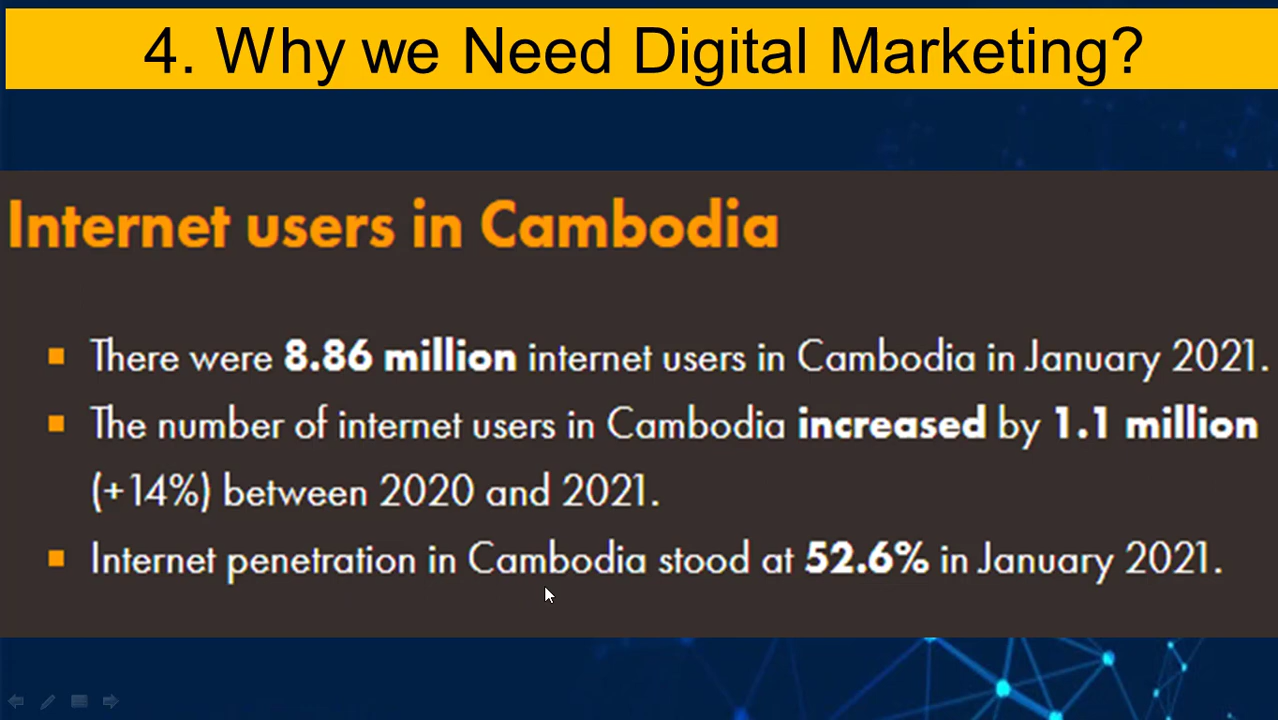 4. Why we Need Digital Marketing?
Internet users in Cambodia
There were 8.86 million internet users in Cambodia in January 2021.
The number of internet users in Cambodia increased by 1.1 million
(+14%) between 2020 and 2021.
Internet penetration in Cambodia stood at 52.6% in January 2021.